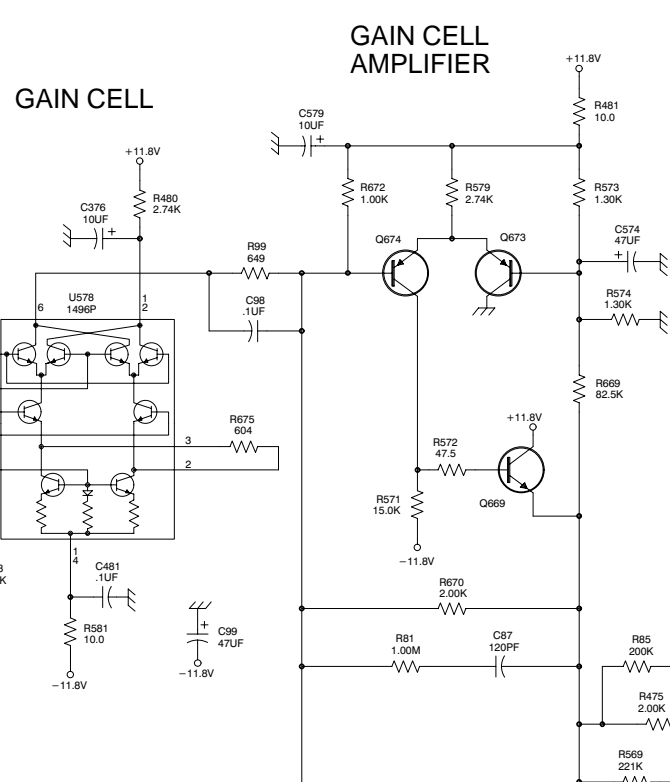 GAIN CELL
AMPLIFIER
GAIN CELL
+11.8V
R481
10.0
C579
10UF
+
+11.8V
R480
2.74K
C376
10UF
+
R672
1.00K
R579
2.74K
R573
1.30K
Q674
Q673
C574
47UF
+
R99
649
C98
.1UF
R574
1.30K
6
U578
1496P
1
2
R669
82.5K
+11.8V
R675
604
3
2
R572
47.5
R571
15.0K
Q669
−11.8V
1
4
K
C481
.1UF
R670
2.00K
R581
10.0
−11.8V
+
C99
47UF
−11.8V
R81
1.00M
C87
120PF
R85
200K
R475
2.00K
R569
221K